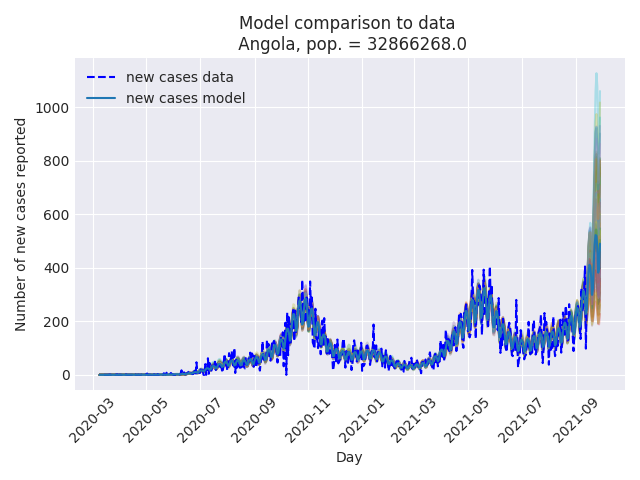 Model comparison to data
Angola, pop. = 32866268.0
new cases data
new cases model
Number of new cases reported
1000
800
600
400
200
0
2020-03
2020-05
2020-07
2020-09
2020-11
2021-01
2021-03
2021-05
2021-07
2021-09
Day